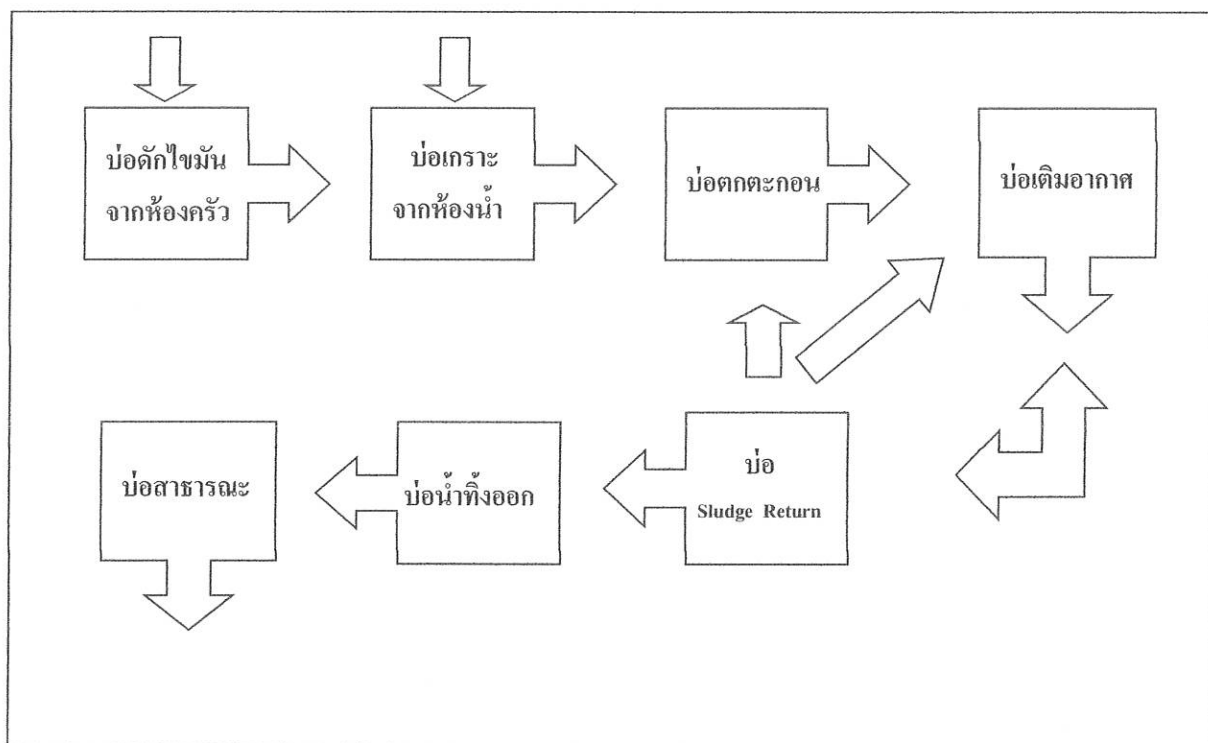 บ่อดักไขมัน
จากห้องครัว
บ่อเกราะ
จากห้องน้ำ
บ่อตกตะกอน
บ่อเติมอากาศ
บ่อสาธารณะ
บ่อน้ำทิ้งออก
บ่อ
Sludge Return